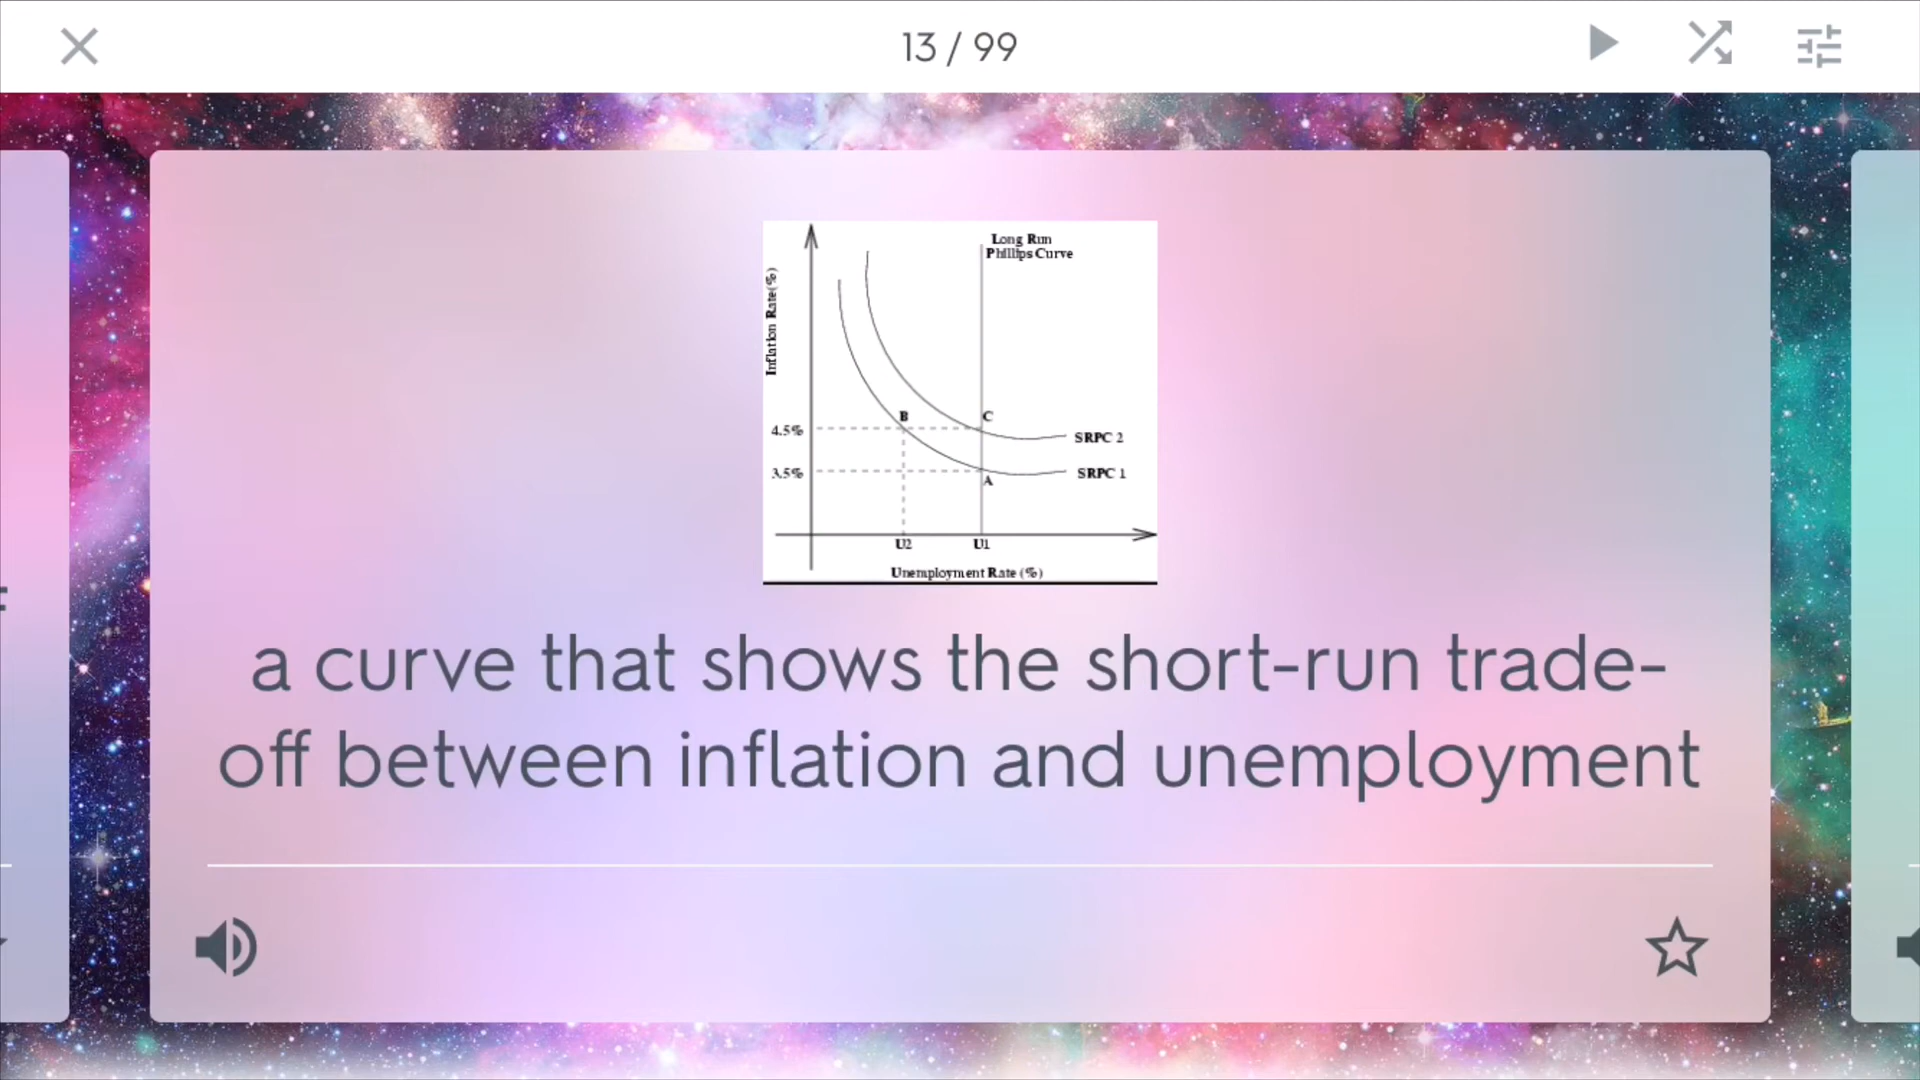 13 / 99
Long Run
Phillips Curve
Inflation Rate(%)
B
C
4.5%
SRPC 2
3.5%
SRPC 1
A
U2
U1
Unemployment Rate (%)
a curve that shows the short-run trade-
off between inflation and unemployment